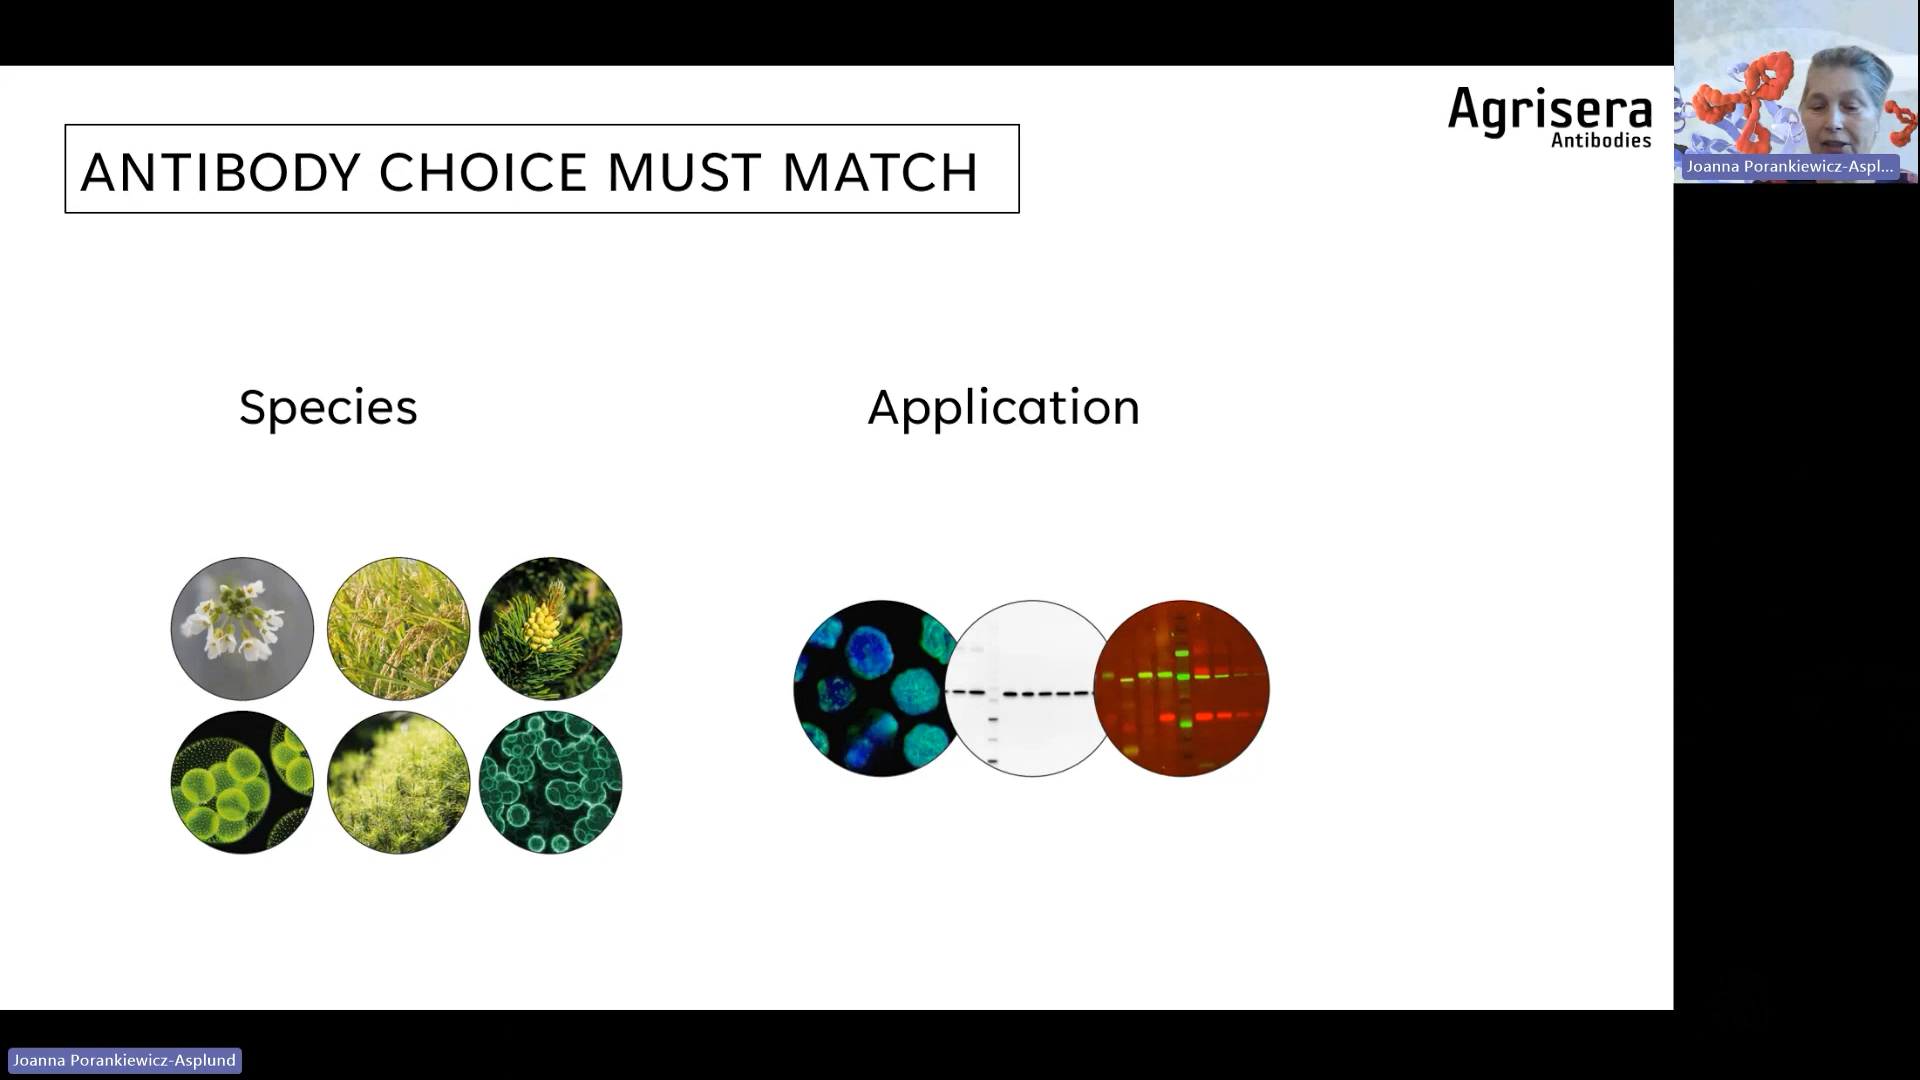 ANTIBODY CHOICE MUST MATCH
Agrisera
Antibodies
Joanna Porankiewicz-Aspl...
Species
Application
Joanna Porankiewicz-Asplund